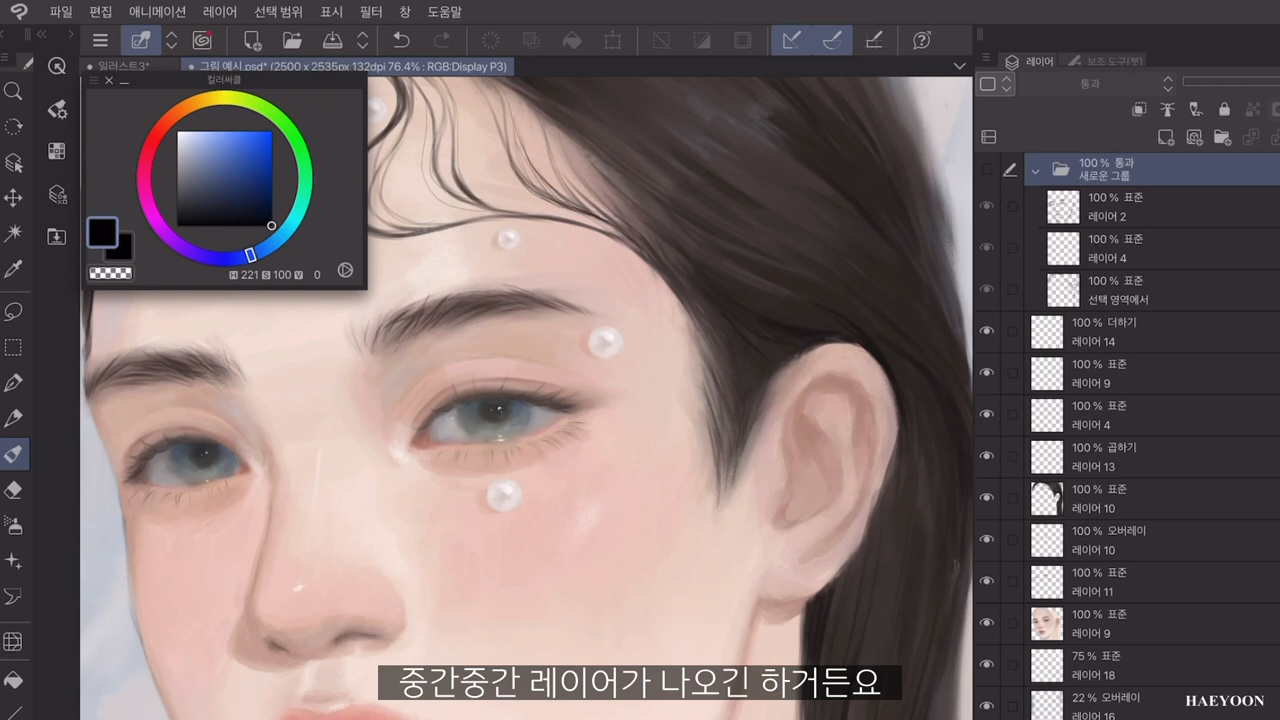 파일 편집 애니메이션 레이어 선택 범위 표시 필터 창 도움말
일러스트3* 그림 예시.psd* (2500 x 2535px 132dpi 76.4% : RGB:Display P3)
컬러써클
H 221 S 100 V 0
레이어 보조 도구[붓]
통과
100 % 통과
새로운 그룹
100 % 표준
레이어 2
100 % 표준
레이어 4
100 % 표준
선택 영역에서
100 % 더하기
레이어 14
100 % 표준
레이어 9
100 % 표준
레이어 4
100 % 곱하기
레이어 13
100 % 표준
레이어 10
100 % 오버레이
레이어 10
100 % 표준
레이어 11
100 % 표준
레이어 9
75 % 표준
레이어 18
22 % 오버레이
레이어 16
중간중간 레이어가 나오긴 하거든요
HAEYOON